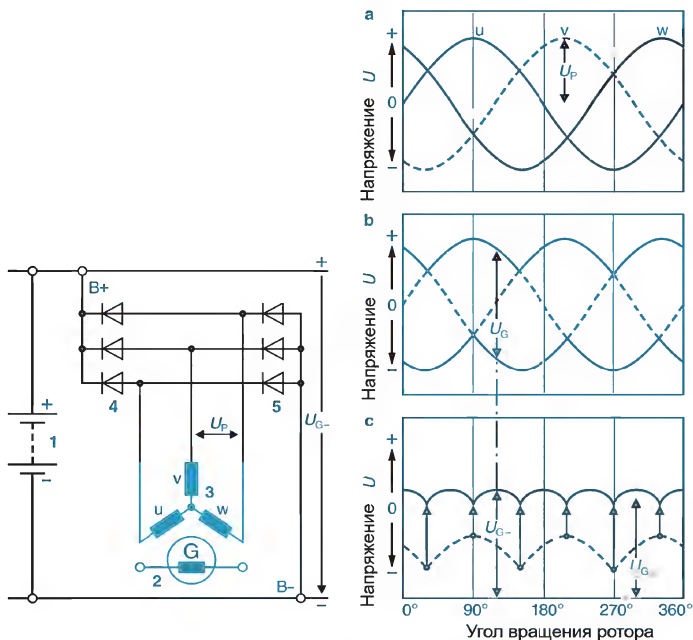 B+
4
5
+
1
−
+
U_P
U_G−
v
3
u
w
G
2
B−
−
a
+
Напряжение U
0
−
u
v
w
U_P
b
+
Напряжение U
0
−
U_G
c
+
Напряжение U
0
−
U_G−
U_G
0° 90° 180° 270° 360°
Угол вращения ротора